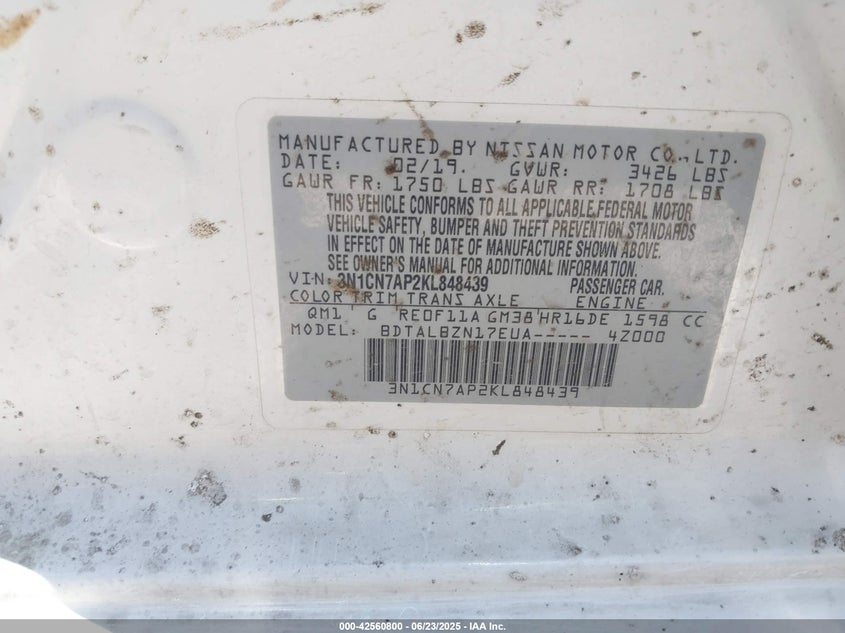 MANUFACTURED BY NISSAN MOTOR CO., LTD.
DATE: 02/19. GVWR: 3426 LBS
GAWR FR: 1750 LBS GAWR RR: 1708 LBS
THIS VEHICLE CONFORMS TO ALL APPLICABLE FEDERAL MOTOR
VEHICLE SAFETY, BUMPER AND THEFT PREVENTION STANDARDS
IN EFFECT ON THE DATE OF MANUFACTURE SHOWN ABOVE.
SEE OWNER'S MANUAL FOR ADDITIONAL INFORMATION.
VIN: 3N1CN7AP2KL848439 PASSENGER CAR.
COLOR TRIM TRANS AXLE ENGINE
QM1 G RE0F11A GM38 HR16DE 1598 CC
MODEL: BDTALBZN17EUA----- 4Z000
3N1CN7AP2KL848439
000-42560800 - 06/23/2025 - IAA Inc.